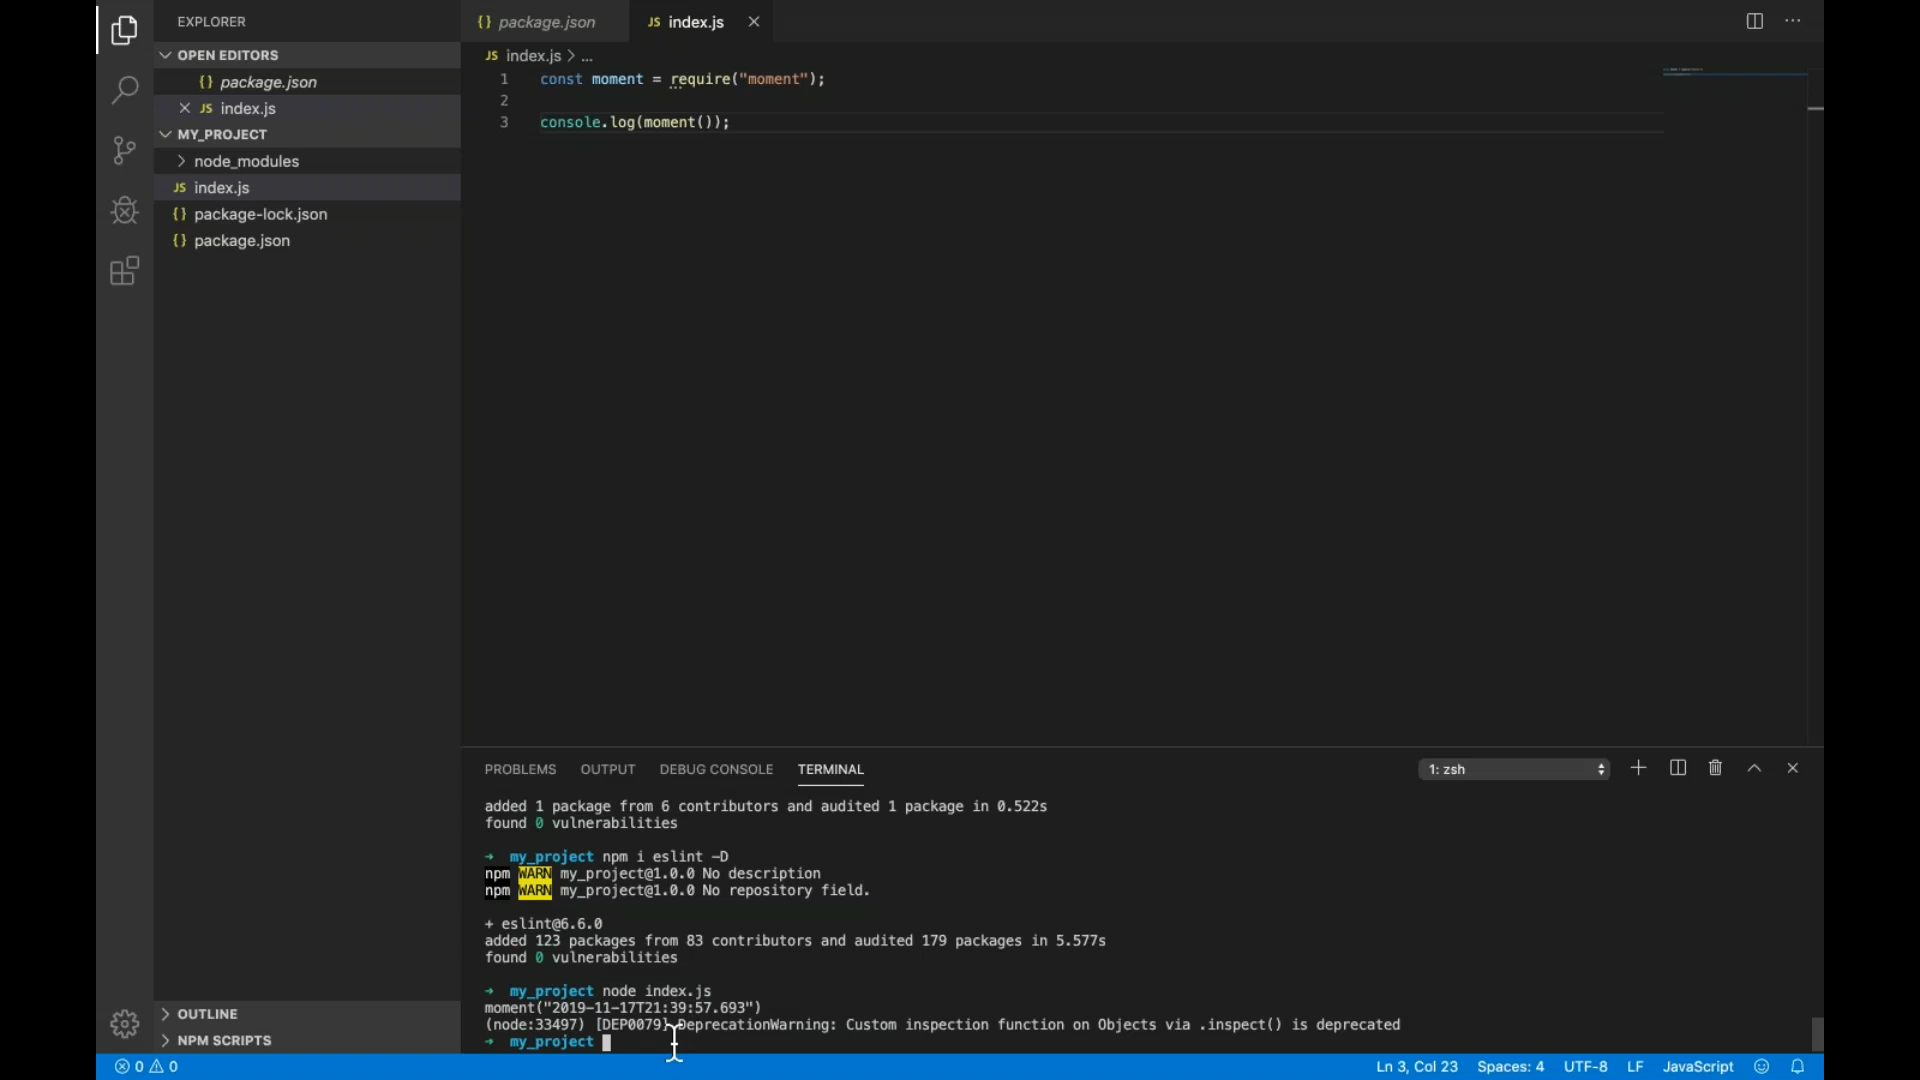 EXPLORER
OPEN EDITORS
{} package.json
JS index.js
MY_PROJECT
node_modules
JS index.js
{} package-lock.json
{} package.json
OUTLINE
NPM SCRIPTS
{} package.json
JS index.js
JS index.js > ...
1 const moment = require("moment");
2
3 console.log(moment());
PROBLEMS OUTPUT DEBUG CONSOLE TERMINAL 1: zsh
added 1 package from 6 contributors and audited 1 package in 0.522s
found 0 vulnerabilities
→ my_project npm i eslint -D
npm WARN my_project@1.0.0 No description
npm WARN my_project@1.0.0 No repository field.
+ eslint@6.6.0
added 123 packages from 83 contributors and audited 179 packages in 5.577s
found 0 vulnerabilities
→ my_project node index.js
moment("2019-11-17T21:39:57.693")
(node:33497) [DEP0079] DeprecationWarning: Custom inspection function on Objects via .inspect() is deprecated
→ my_project
0 0 Ln 3, Col 23 Spaces: 4 UTF-8 LF JavaScript